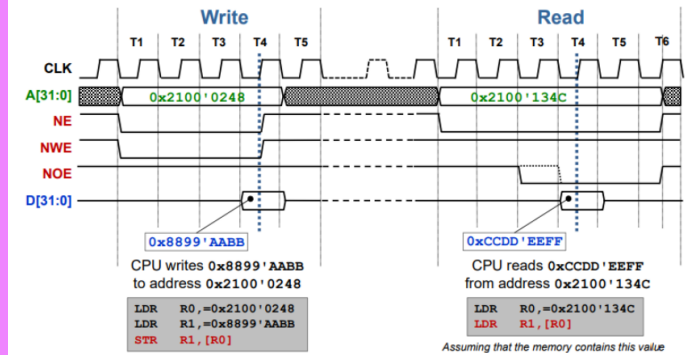 Write Read
T1 T2 T3 T4 T5 T1 T2 T3 T4 T5 T6
CLK
A[31:0] 0x2100'0248 0x2100'134C
NE
NWE
NOE
D[31:0]
0x8899'AABB 0xCCDD'EEFF
CPU writes 0x8899'AABB
to address 0x2100'0248
LDR R0,=0x2100'0248
LDR R1,=0x8899'AABB
STR R1,[R0]
CPU reads 0xCCDD'EEFF
from address 0x2100'134C
LDR R0,=0x2100'134C
LDR R1,[R0]
Assuming that the memory contains this value